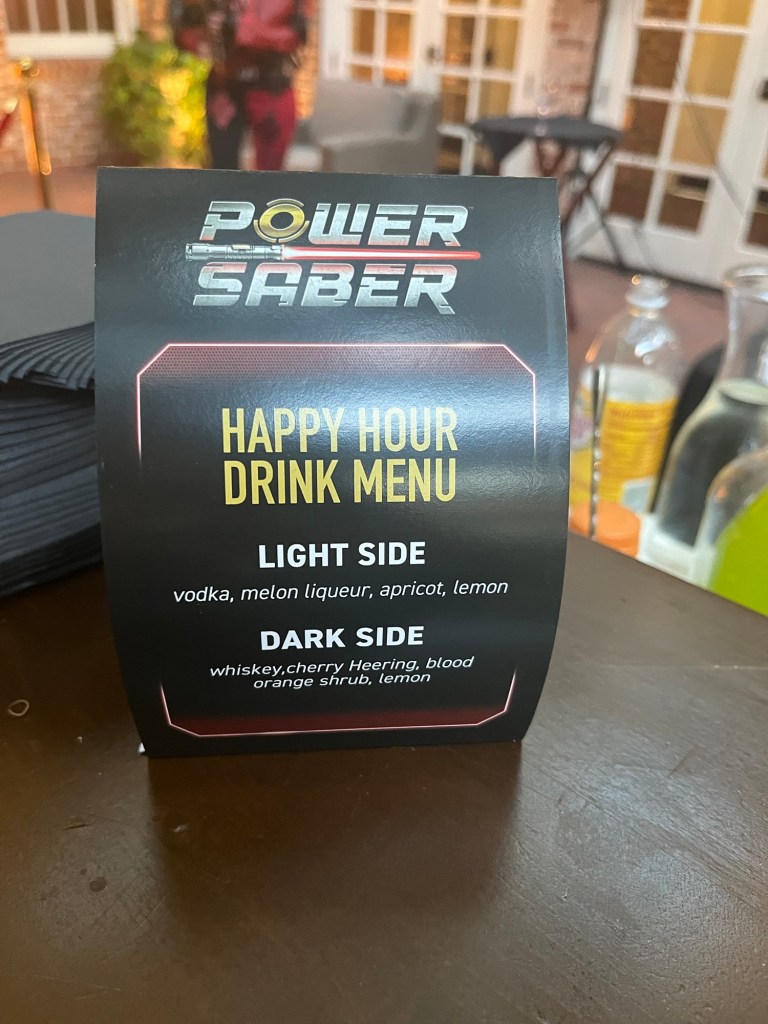 POWER
SABER
HAPPY HOUR
DRINK MENU
LIGHT SIDE
vodka, melon liqueur, apricot, lemon
DARK SIDE
whiskey,cherry Heering, blood
orange shrub, lemon